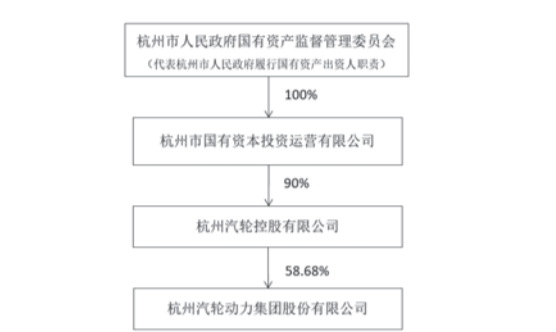 杭州市人民政府国有资产监督管理委员会
（代表杭州市人民政府履行国有资产出资人职责）
100%
杭州市国有资本投资运营有限公司
90%
杭州汽轮控股有限公司
58.68%
杭州汽轮动力集团股份有限公司